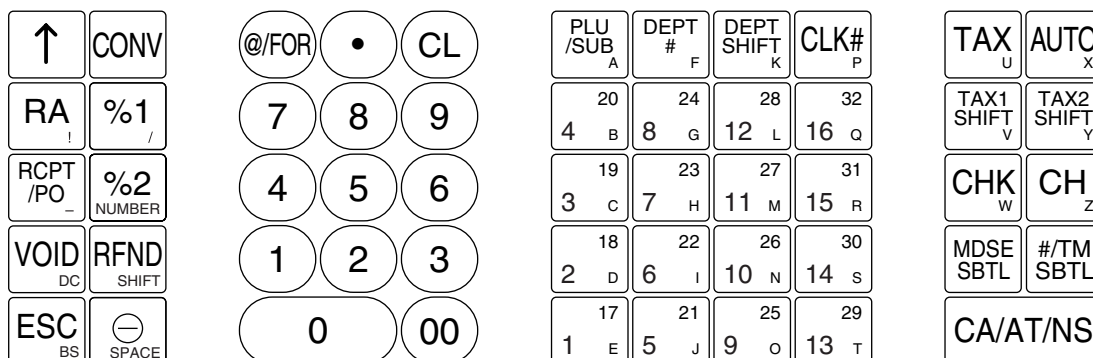 ↑ CONV @/FOR • CL PLU /SUB A DEPT # F DEPT SHIFT K CLK# P TAX U AUTO X
RA ! %1 / 7 8 9 20 4 B 24 8 G 28 12 L 32 16 Q TAX1 SHIFT V TAX2 SHIFT Y
RCPT /PO _ %2 NUMBER 4 5 6 19 3 C 23 7 H 27 11 M 31 15 R CHK W CH Z
VOID DC RFND SHIFT 1 2 3 18 2 D 22 6 I 26 10 N 30 14 S MDSE SBTL #/TM SBTL
ESC BS ⊖ SPACE 0 00 17 1 E 21 5 J 25 9 O 29 13 T CA/AT/NS